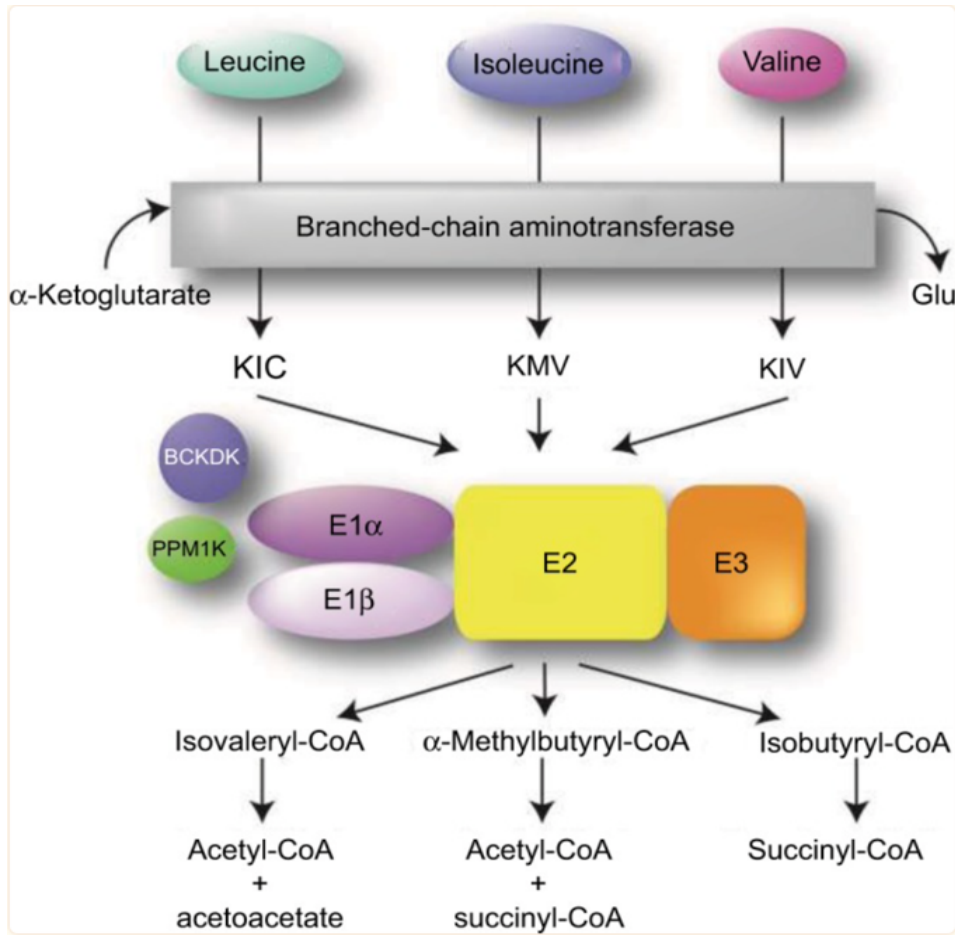 Leucine
Isoleucine
Valine
Branched-chain aminotransferase
α-Ketoglutarate
Glu
KIC
KMV
KIV
BCKDK
PPM1K
E1α
E1β
E2
E3
Isovaleryl-CoA
α-Methylbutyryl-CoA
Isobutyryl-CoA
Acetyl-CoA
+
acetoacetate
Acetyl-CoA
+
succinyl-CoA
Succinyl-CoA